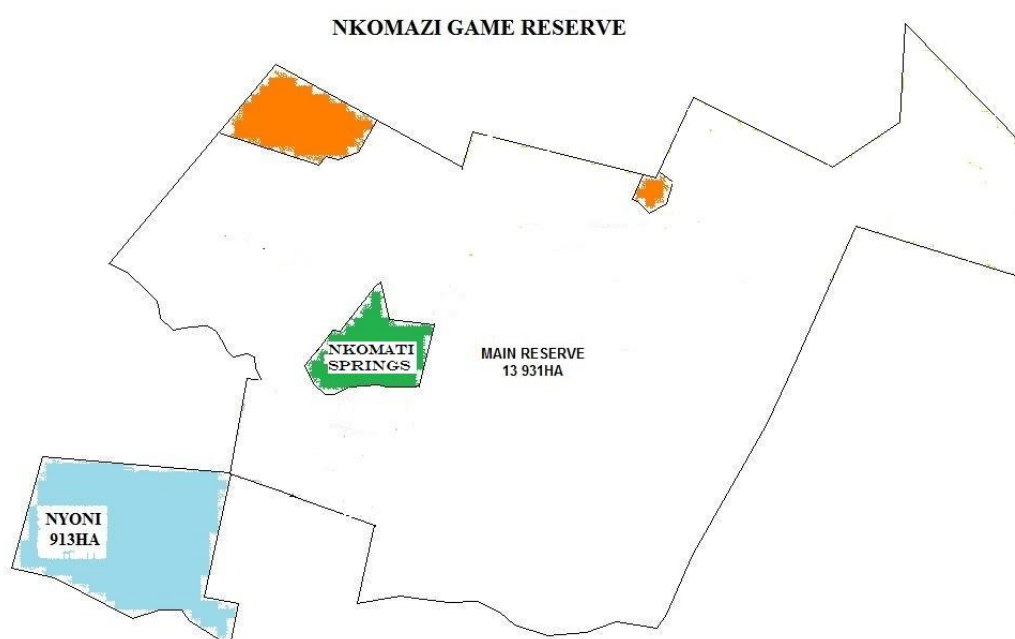 NKOMAZI GAME RESERVE
NKOMATI
SPRINGS
MAIN RESERVE
13 931HA
NYONI
913HA